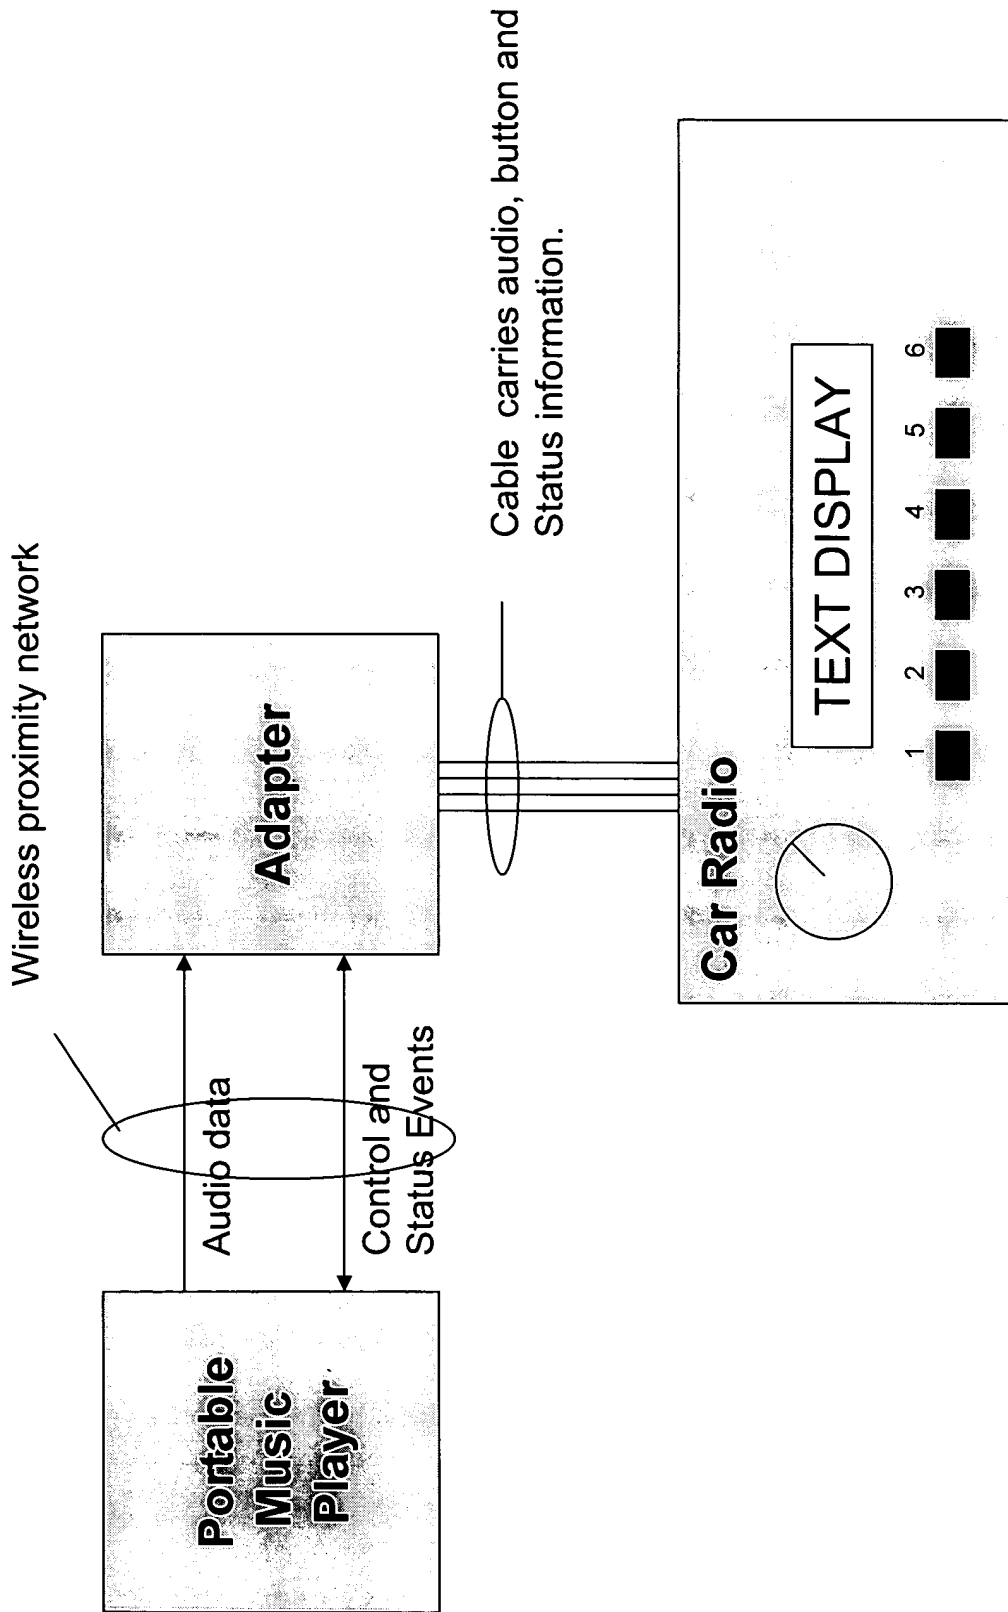 Wireless proximity network
Portable
Music
Player
Audio data
Control and
Status Events
Adapter
Cable carries audio, button and
Status information.
Car Radio
TEXT DISPLAY
1 2 3 4 5 6